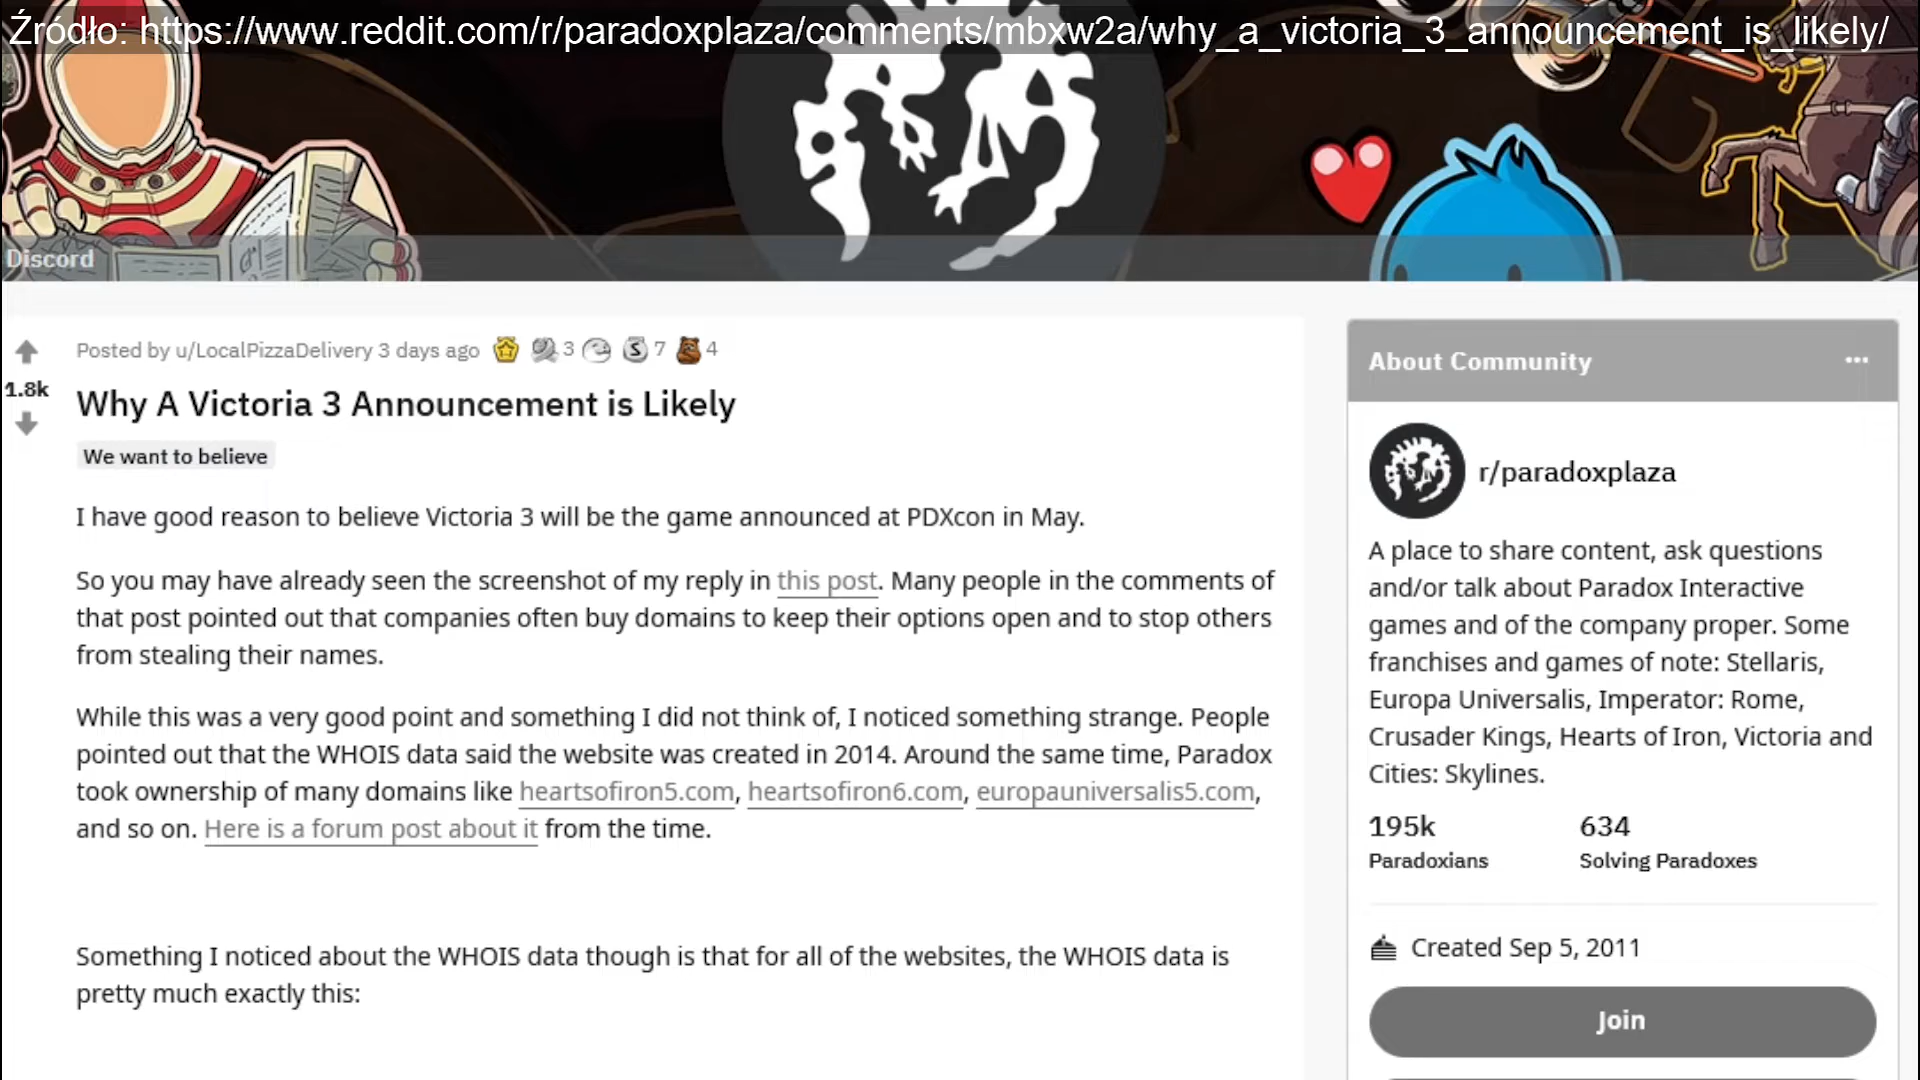 Źródło: https://www.reddit.com/r/paradoxplaza/comments/mbxw2a/why_a_victoria_3_announcement_is_likely/
Discord
Posted by u/LocalPizzaDelivery 3 days ago 3 S 7 4
1.8k
Why A Victoria 3 Announcement is Likely
We want to believe
I have good reason to believe Victoria 3 will be the game announced at PDXcon in May.
So you may have already seen the screenshot of my reply in this post. Many people in the comments of
that post pointed out that companies often buy domains to keep their options open and to stop others
from stealing their names.
While this was a very good point and something I did not think of, I noticed something strange. People
pointed out that the WHOIS data said the website was created in 2014. Around the same time, Paradox
took ownership of many domains like heartsofiron5.com, heartsofiron6.com, europauniversalis5.com,
and so on. Here is a forum post about it from the time.
Something I noticed about the WHOIS data though is that for all of the websites, the WHOIS data is
pretty much exactly this:
About Community
r/paradoxplaza
A place to share content, ask questions
and/or talk about Paradox Interactive
games and of the company proper. Some
franchises and games of note: Stellaris,
Europa Universalis, Imperator: Rome,
Crusader Kings, Hearts of Iron, Victoria and
Cities: Skylines.
195k 634
Paradoxians Solving Paradoxes
Created Sep 5, 2011
Join